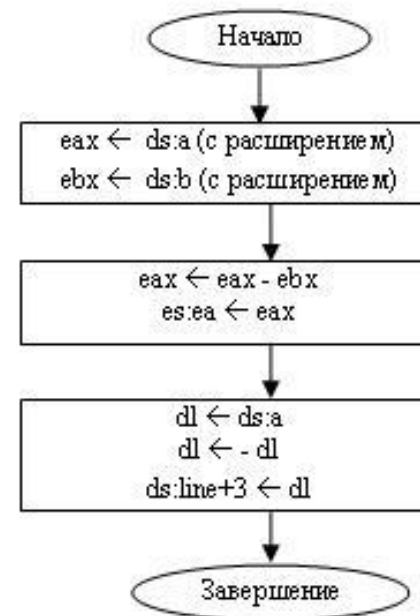 Начало
eax ← ds:a (с расширением)
ebx ← ds:b (с расширением)
eax ← eax - ebx
es:ea ← eax
dl ← ds:a
dl ← - dl
ds:line+3 ← dl
Завершение